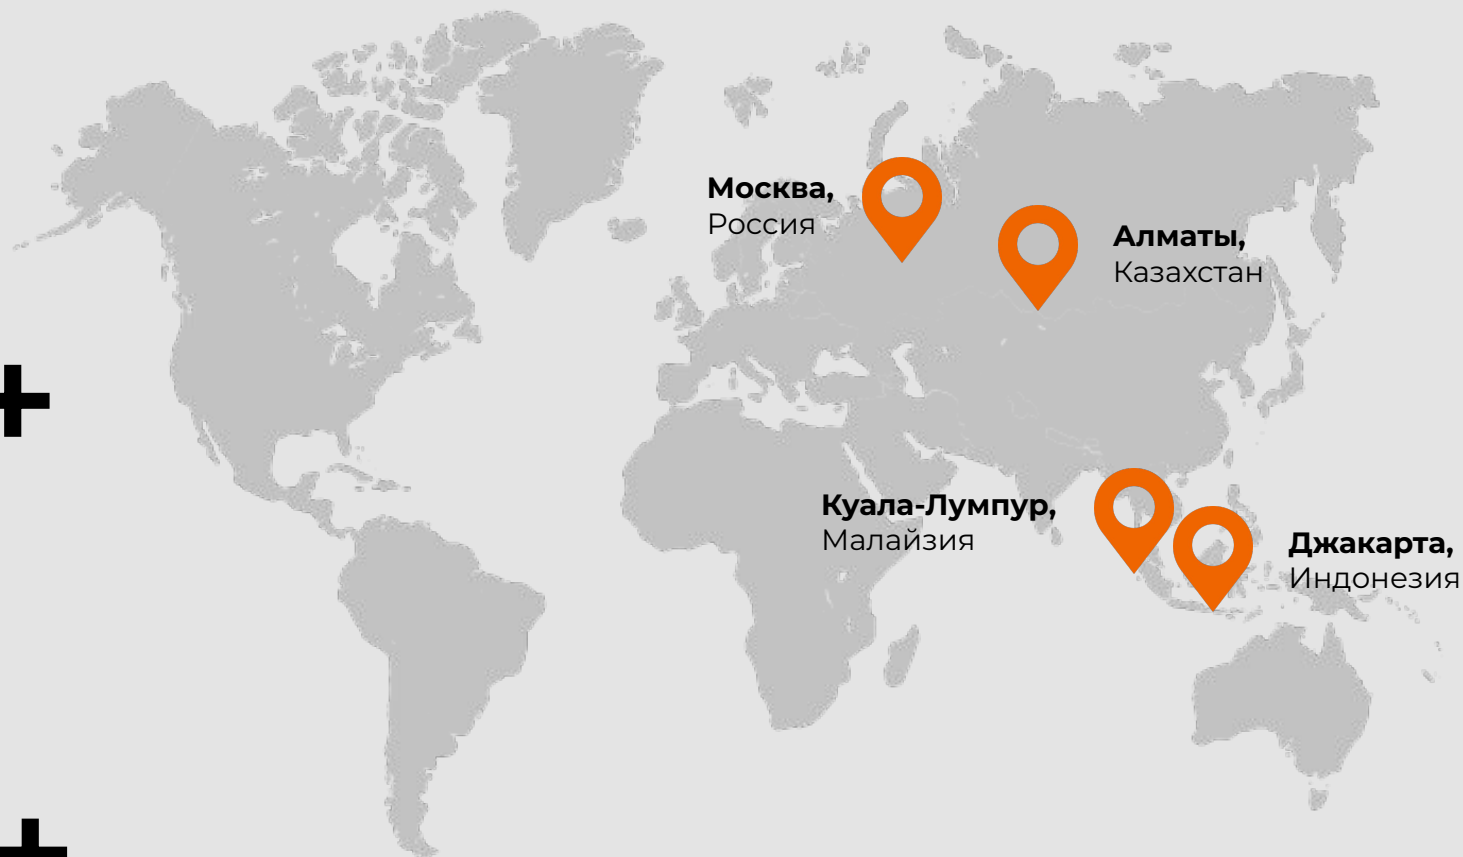 Москва,
Россия
Алматы,
Казахстан
+
Куала-Лумпур,
Малайзия
Джакарта,
Индонезия
+